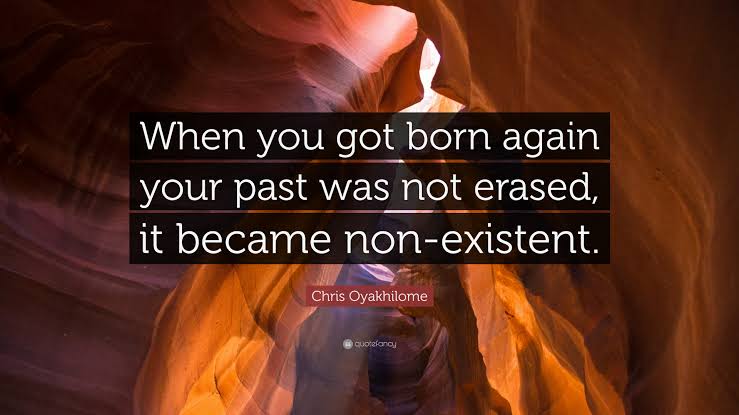 When you got born again
your past was not erased,
it became non-existent.
Chris Oyakhilome
quotefancy